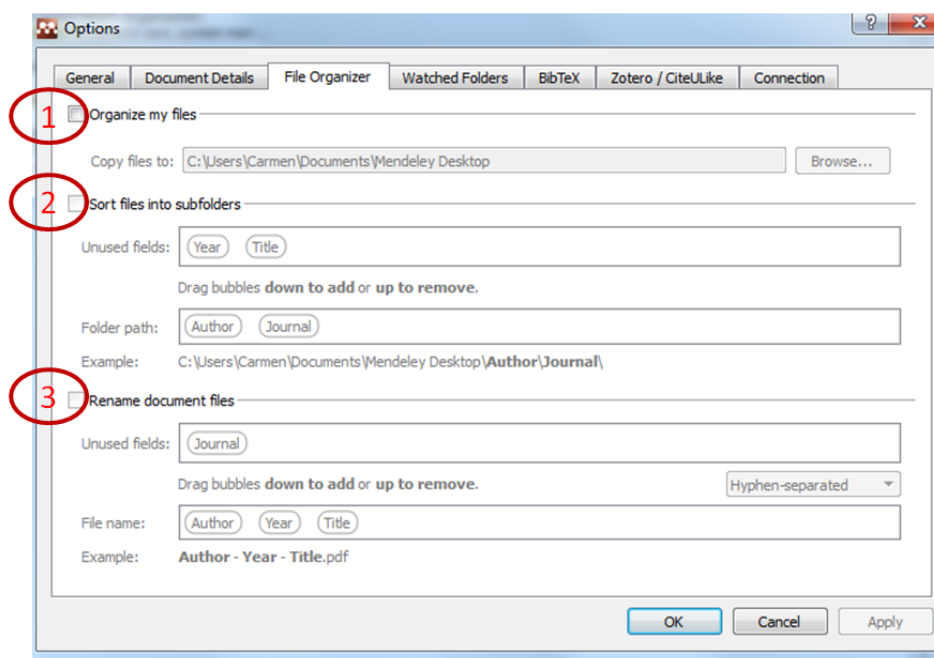 Options
General Document Details File Organizer Watched Folders BibTeX Zotero / CiteULike Connection
1 Organize my files
Copy files to: C:\Users\Carmen\Documents\Mendeley Desktop Browse...
2 Sort files into subfolders
Unused fields: Year Title
Drag bubbles down to add or up to remove.
Folder path: Author Journal
Example: C:\Users\Carmen\Documents\Mendeley Desktop\Author\Journal\
3 Rename document files
Unused fields: Journal
Drag bubbles down to add or up to remove. Hyphen-separated
File name: Author Year Title
Example: Author - Year - Title.pdf
OK Cancel Apply